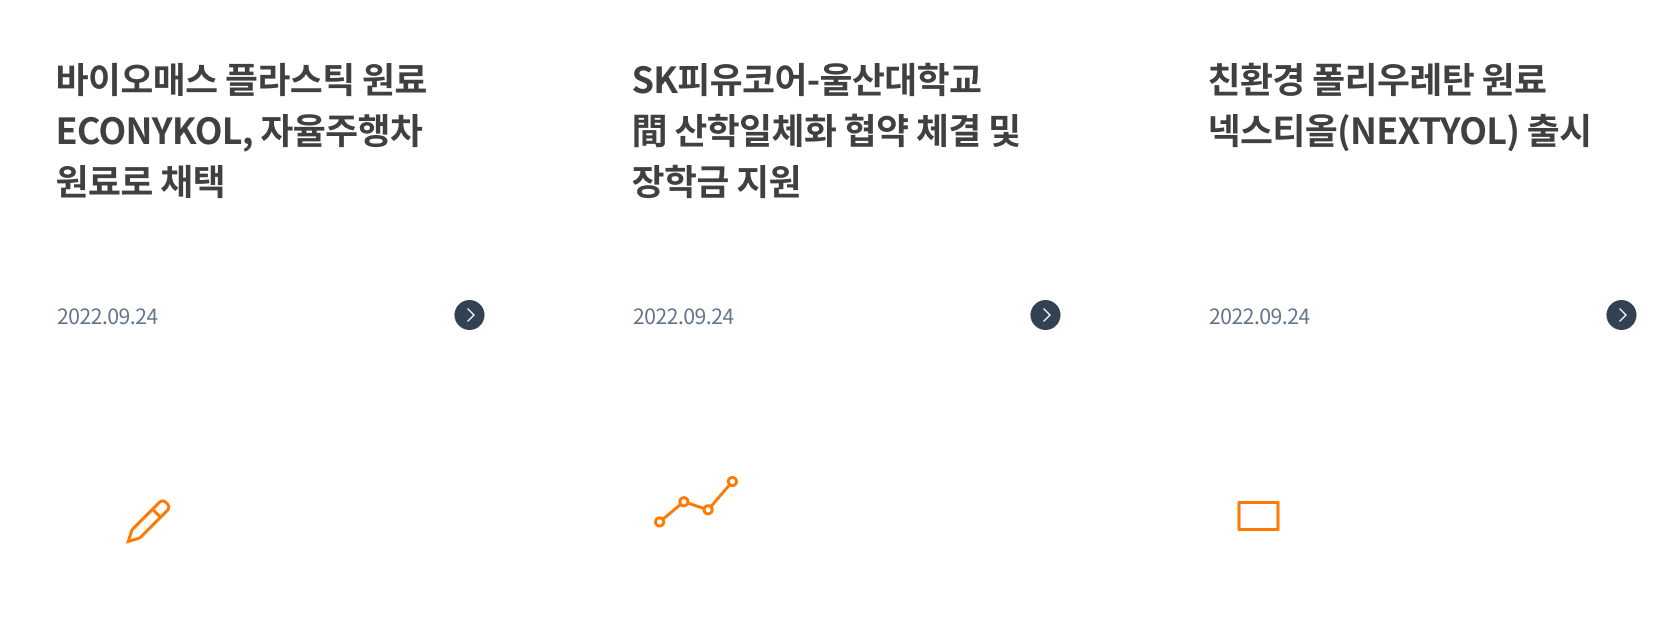 바이오매스 플라스틱 원료
ECONYKOL, 자율주행차
원료로 채택
2022.09.24
SK피유코어-울산대학교
間 산학일체화 협약 체결 및
장학금 지원
2022.09.24
친환경 폴리우레탄 원료
넥스티올(NEXTYOL) 출시
2022.09.24